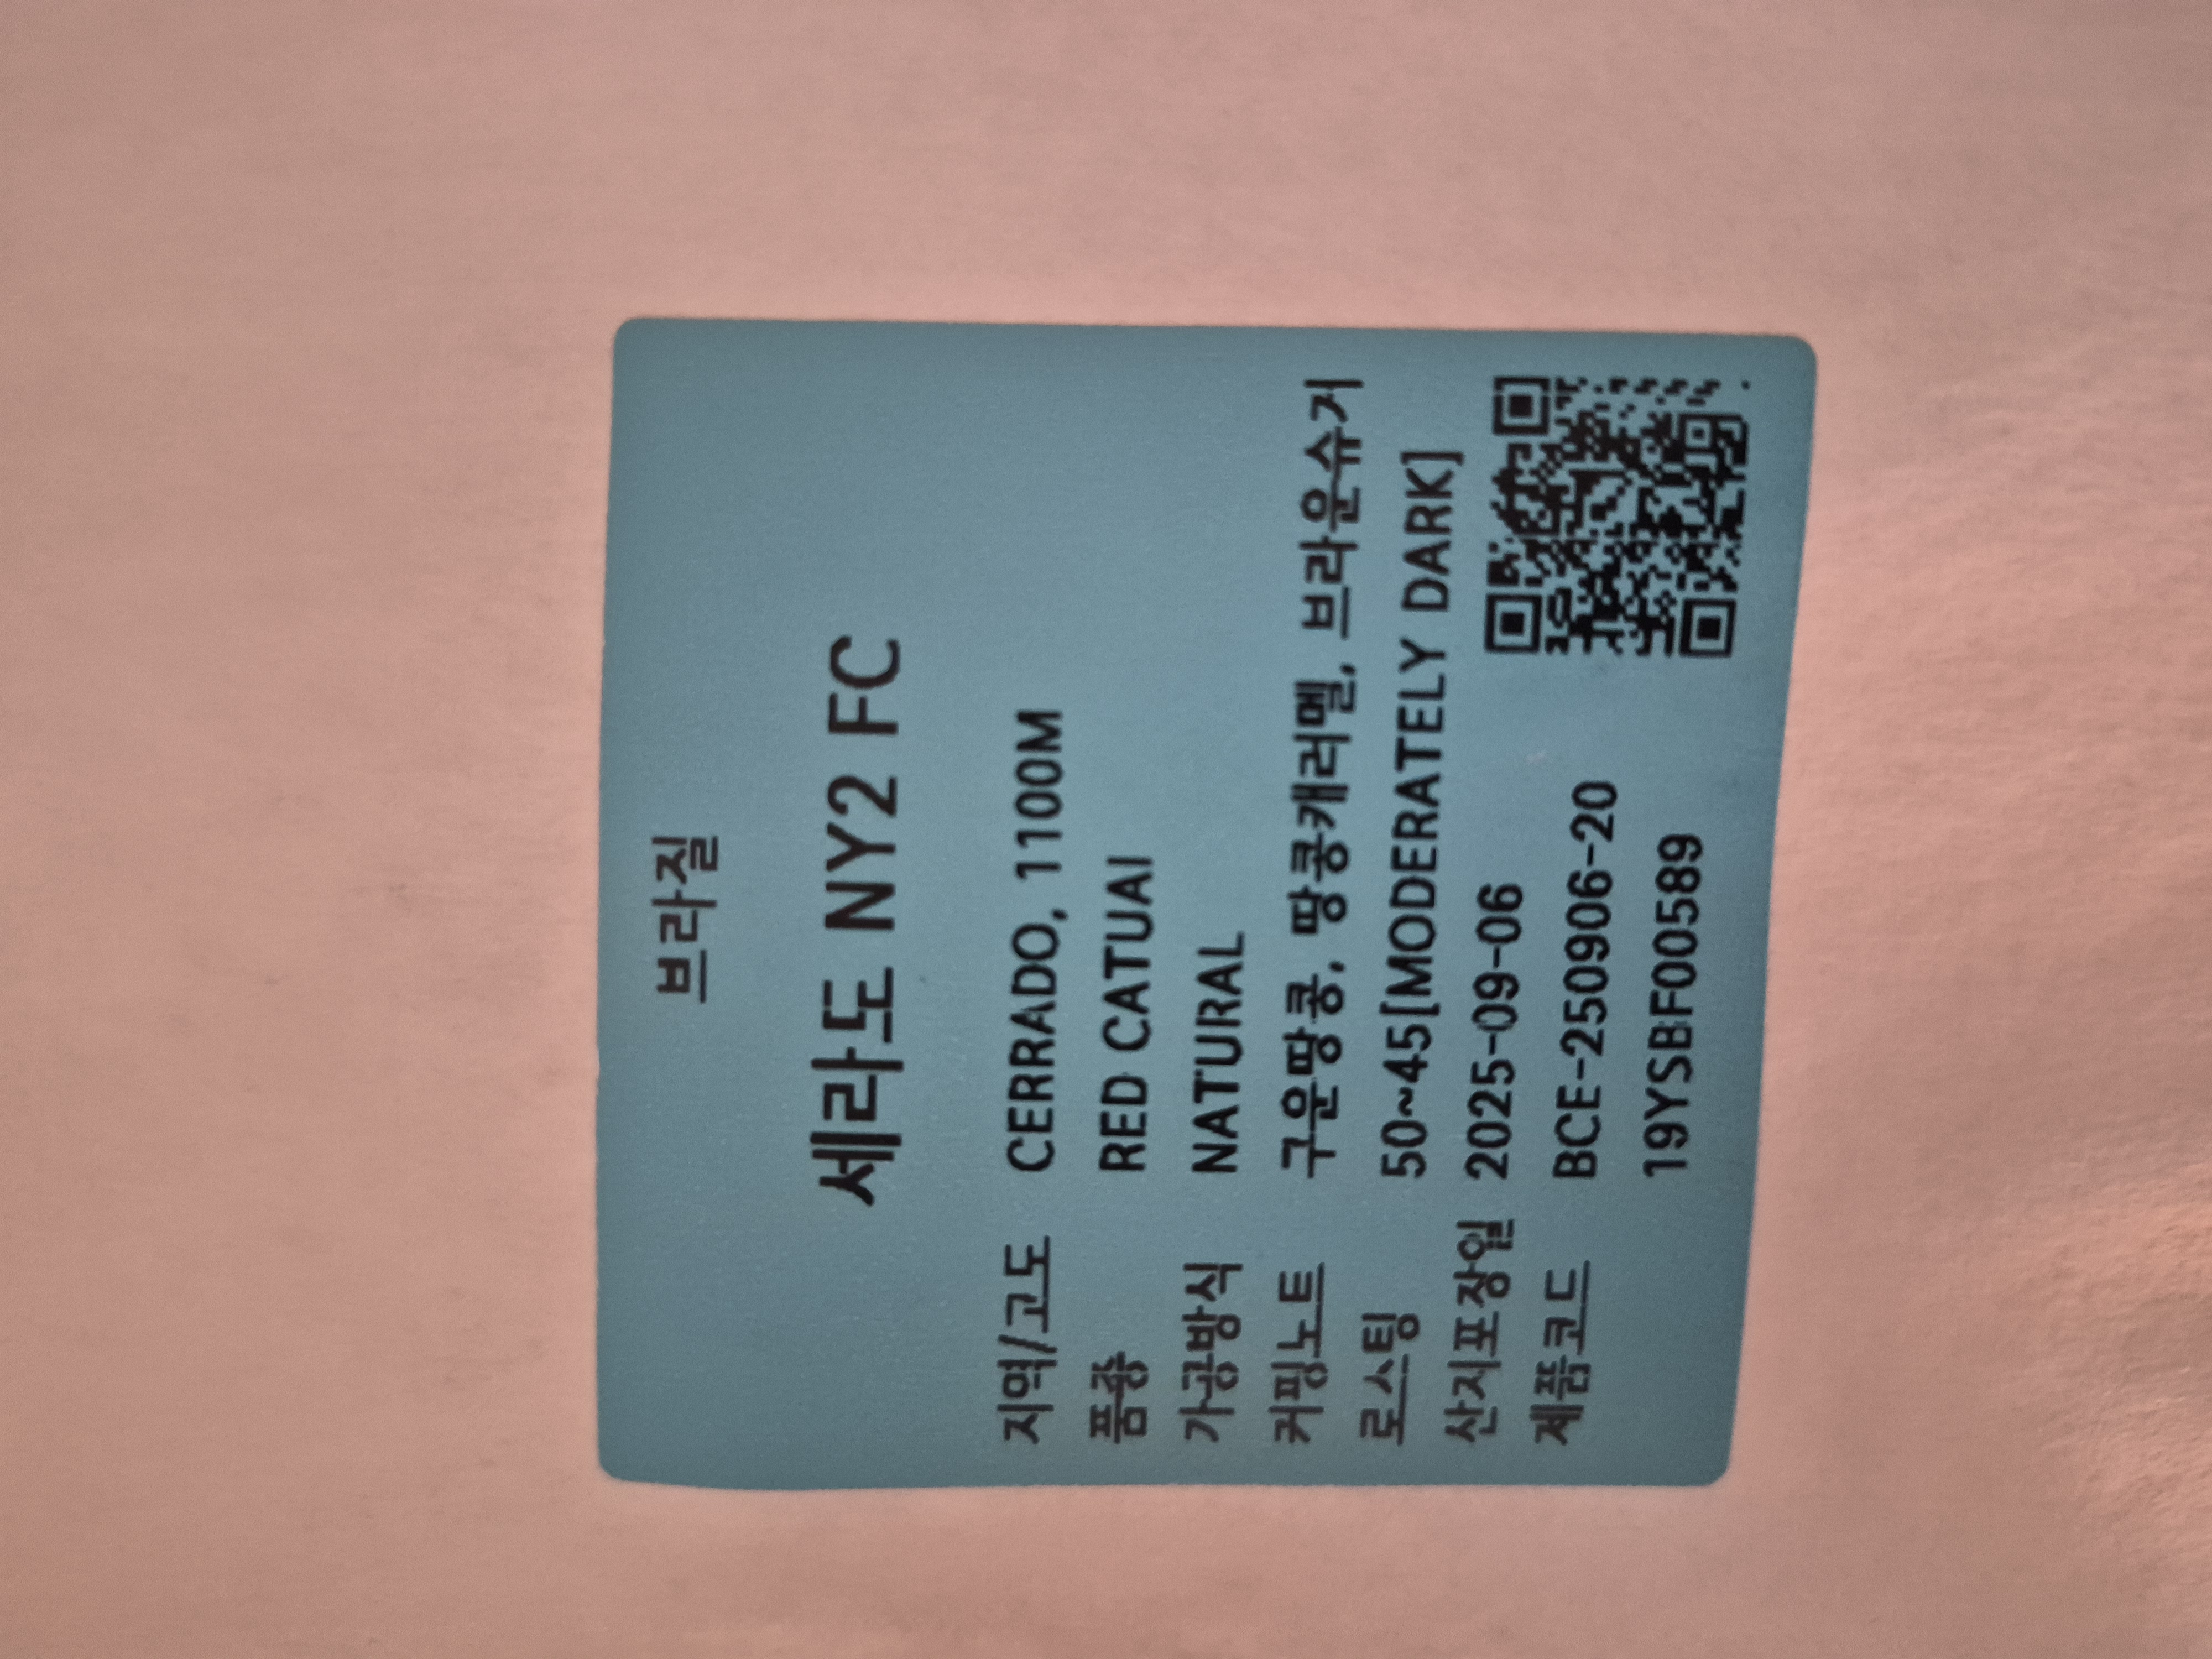 브라질
세라도 NY2 FC
지역/고도 CERRADO, 1100M
품종 RED CATUAI
가공방식 NATURAL
커핑노트 구운땅콩, 땅콩캐러멜, 브라운슈거
로스팅 50~45[MODERATELY DARK]
산지포장일 2025-09-06
제품코드 BCE-250906-20
19YSBF00589